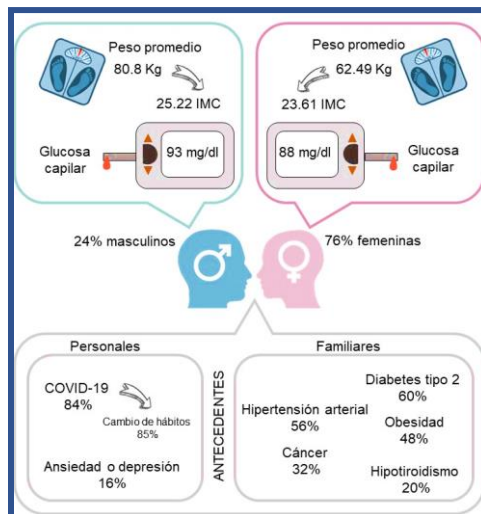 Peso promedio
80.8 Kg
25.22 IMC
Glucosa
capilar
93 mg/dl
Peso promedio
62.49 Kg
23.61 IMC
88 mg/dl
Glucosa
capilar
24% masculinos
76% femeninas
ANTECEDENTES
Personales
COVID-19
84%
Cambio de hábitos
85%
Ansiedad o depresión
16%
Familiares
Diabetes tipo 2
60%
Hipertensión arterial
56%
Obesidad
48%
Cáncer
32%
Hipotiroidismo
20%